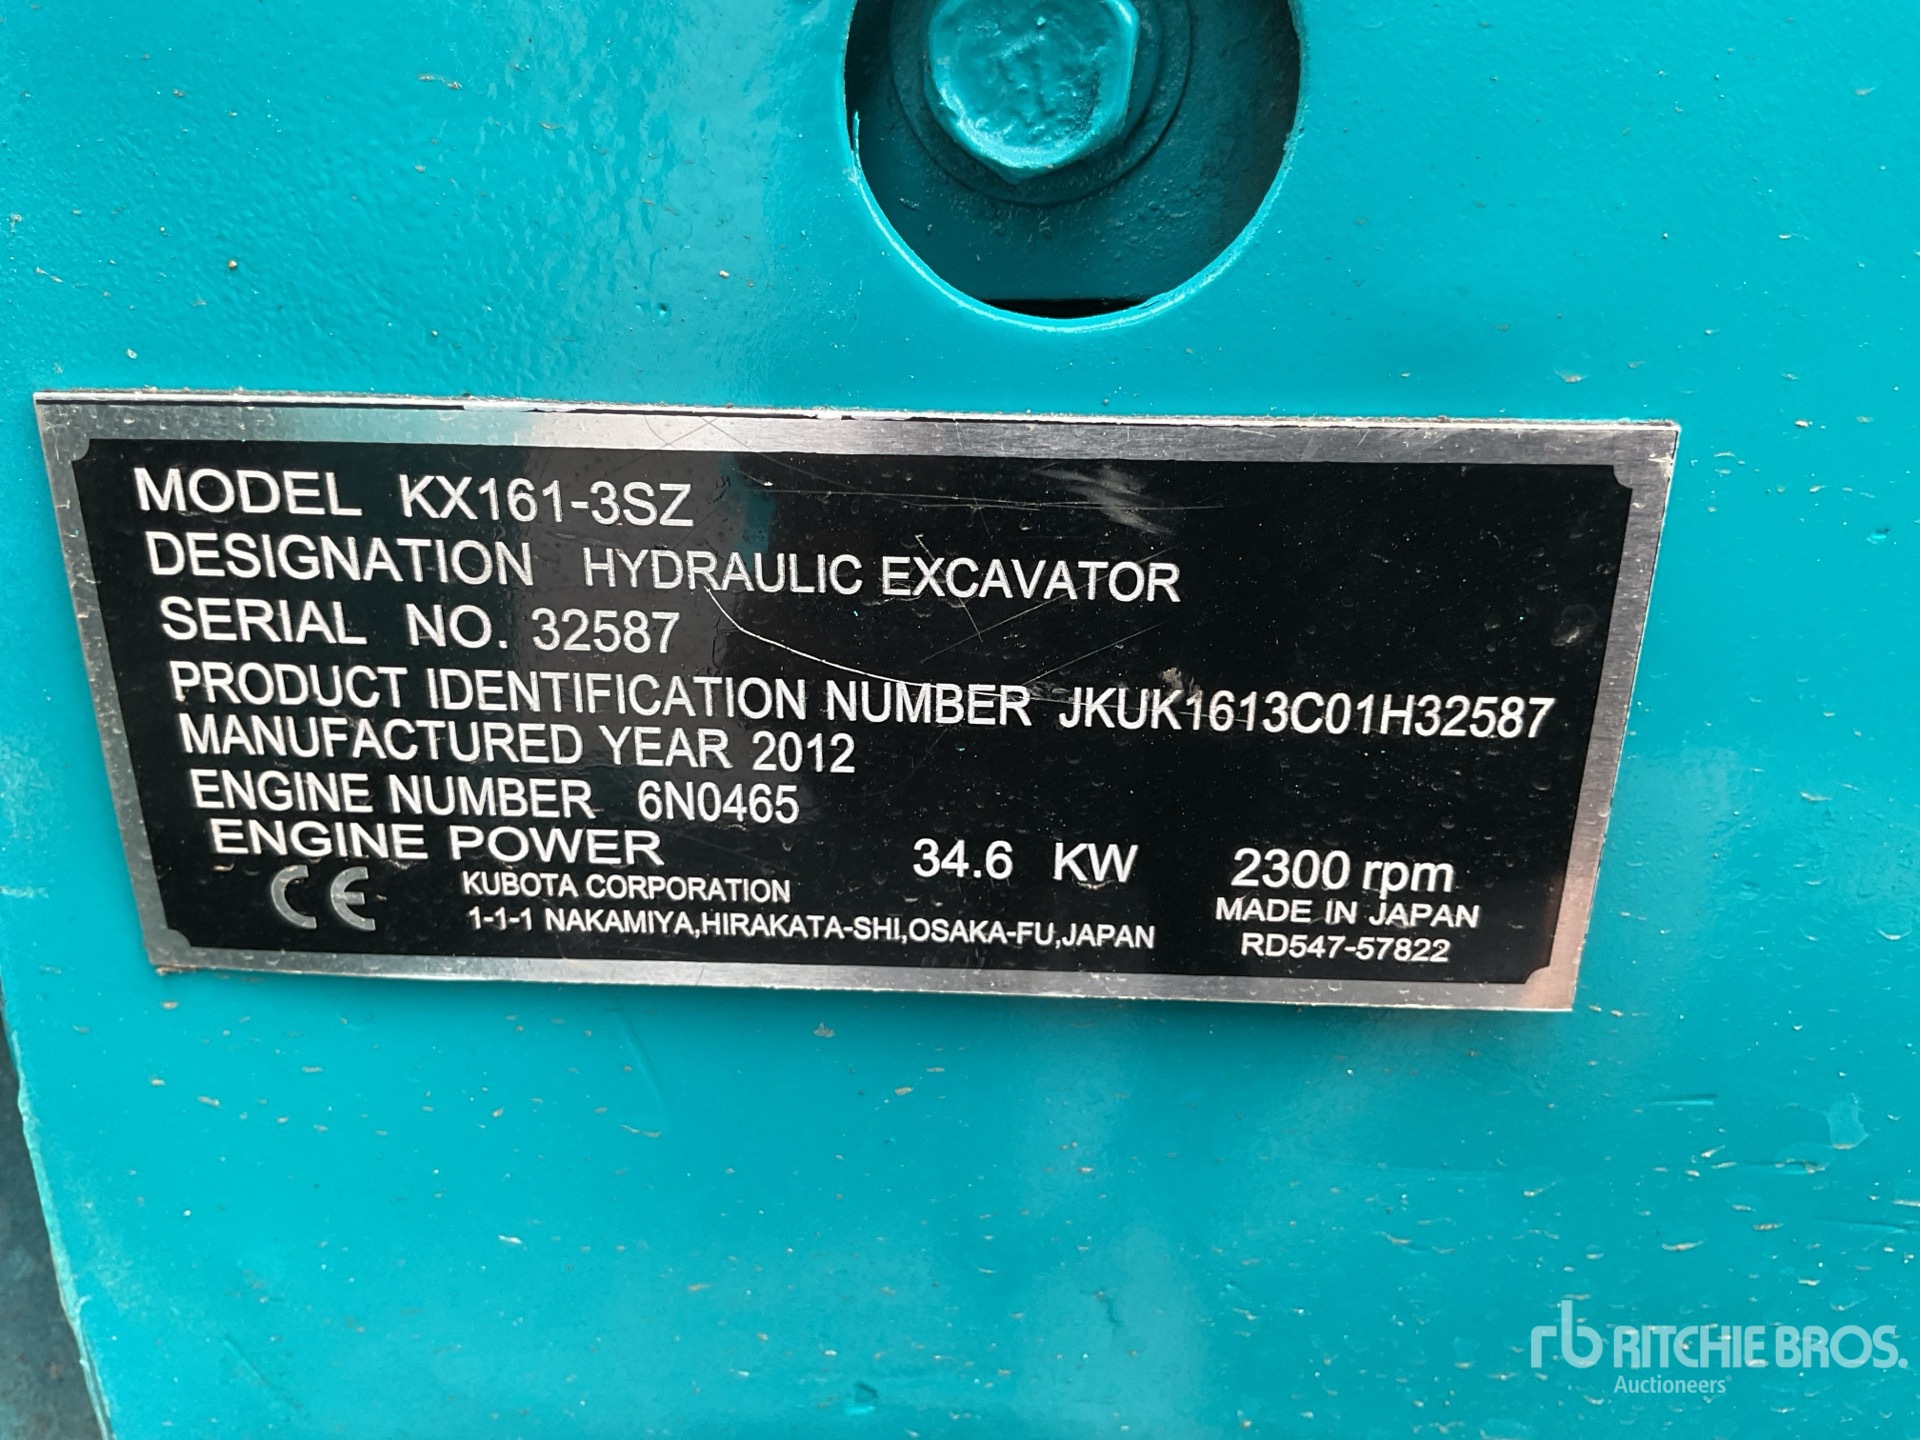 MODEL KX161-3SZ
DESIGNATION HYDRAULIC EXCAVATOR
SERIAL NO. 32587
PRODUCT IDENTIFICATION NUMBER JKUK1613C01H32587
MANUFACTURED YEAR 2012
ENGINE NUMBER 6N0465
ENGINE POWER 34.6 KW 2300 rpm
CE KUBOTA CORPORATION MADE IN JAPAN
1-1-1 NAKAMIYA,HIRAKATA-SHI,OSAKA-FU,JAPAN RD547-57822
rb RITCHIE BROS.
Auctioneers